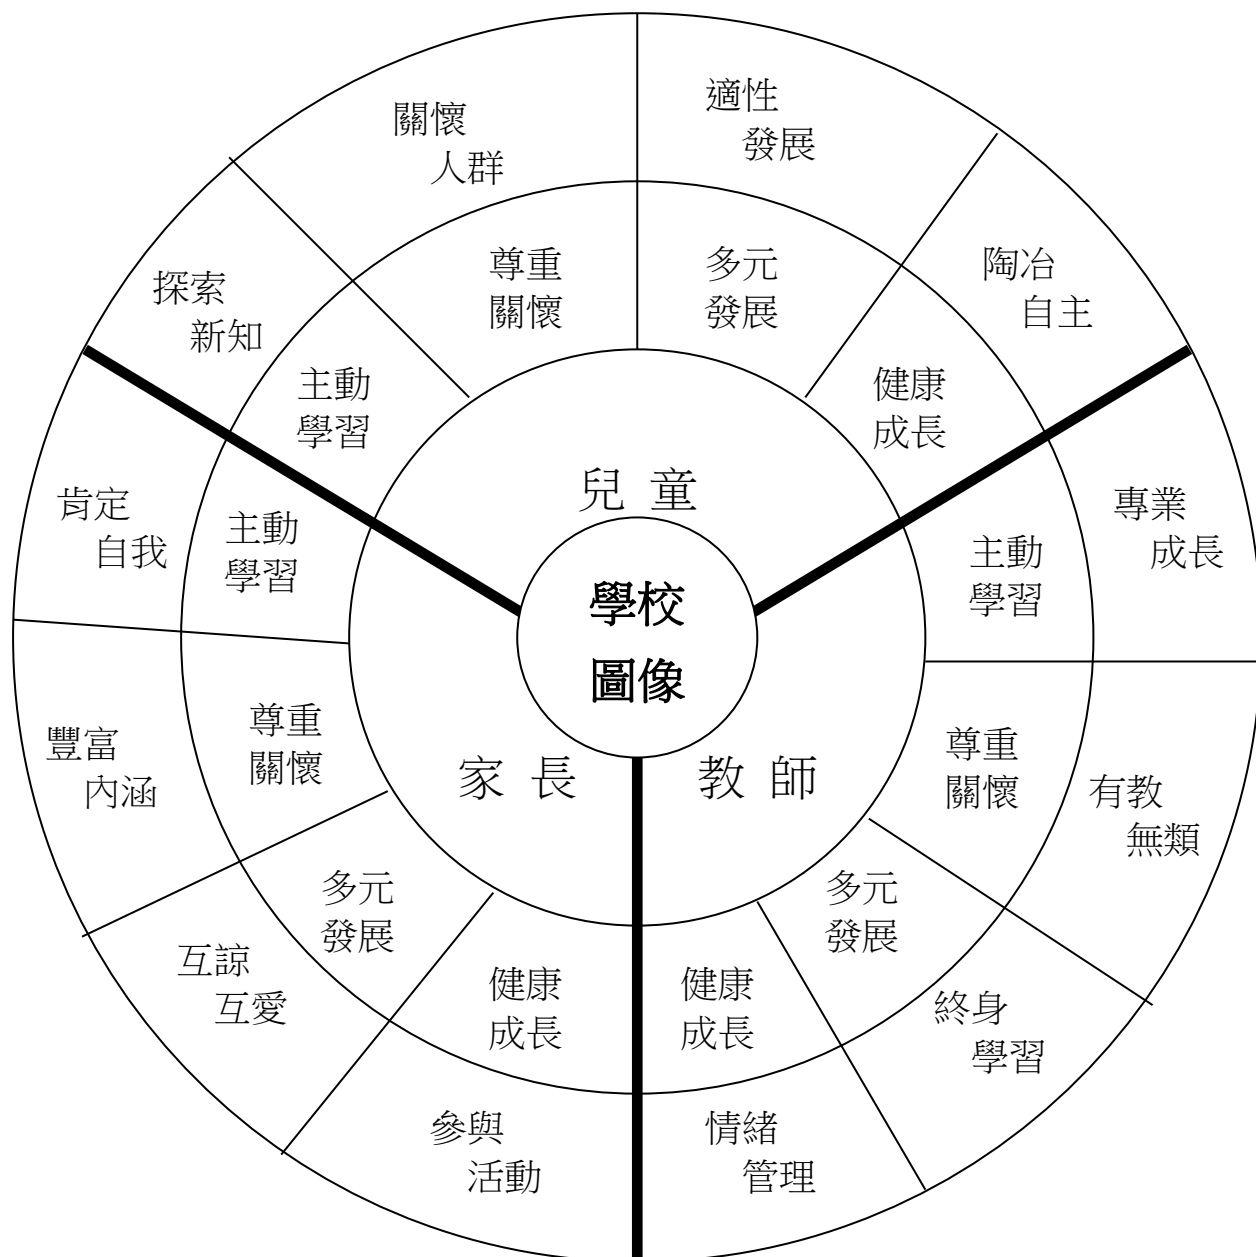 適性
發展
關懷
人群
陶冶
自主
尊重
關懷
多元
發展
探索
新知
主動
學習
健康
成長
兒 童
肯定
自我
主動
學習
專業
成長
主動
學習
學校
圖像
尊重
關懷
豐富
內涵
家 長
教 師
尊重
關懷
有教
無類
多元
發展
多元
發展
互諒
互愛
健康
成長
健康
成長
終身
學習
參與
活動
情緒
管理